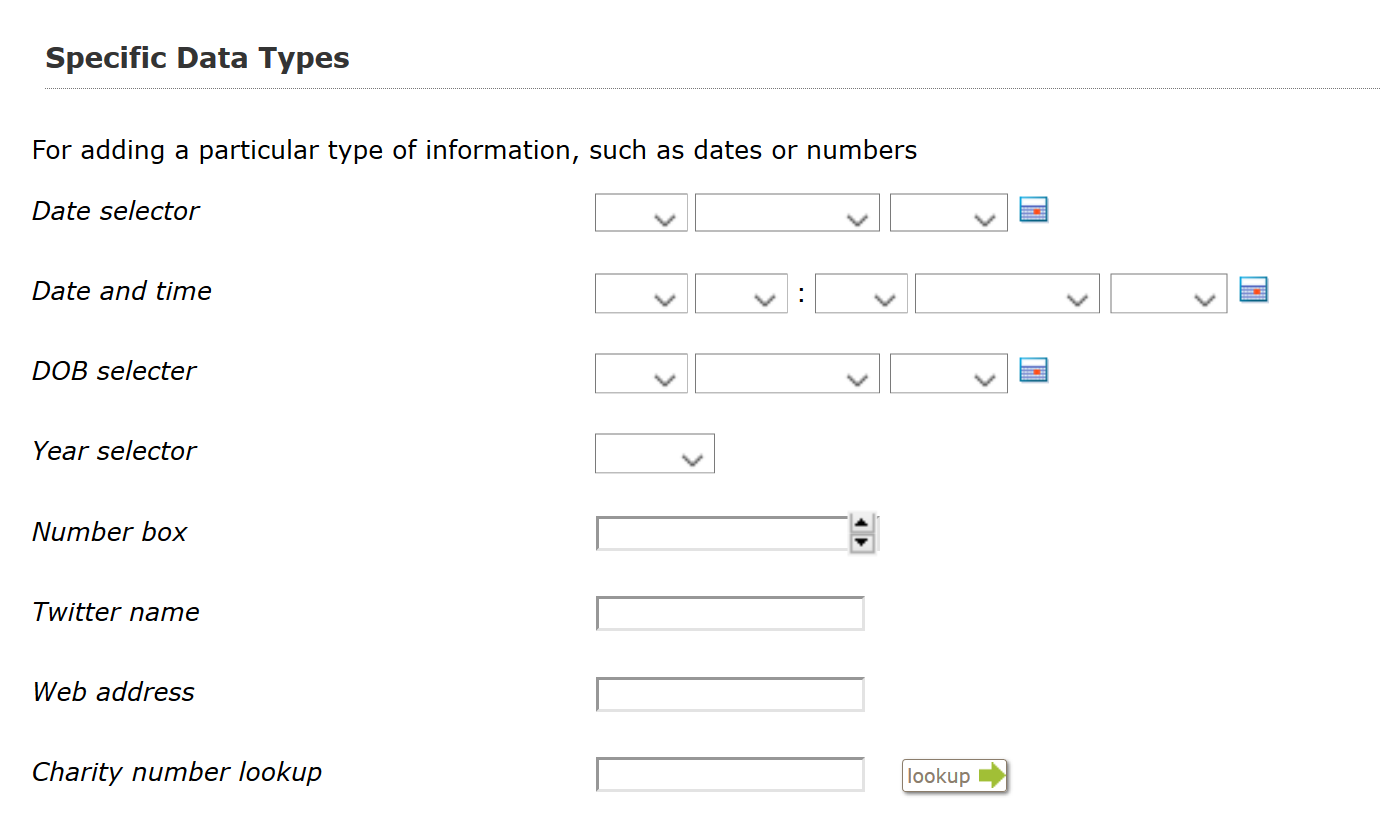 Specific Data Types
For adding a particular type of information, such as dates or numbers
Date selector
Date and time :
DOB selecter
Year selector
Number box
Twitter name
Web address
Charity number lookup lookup